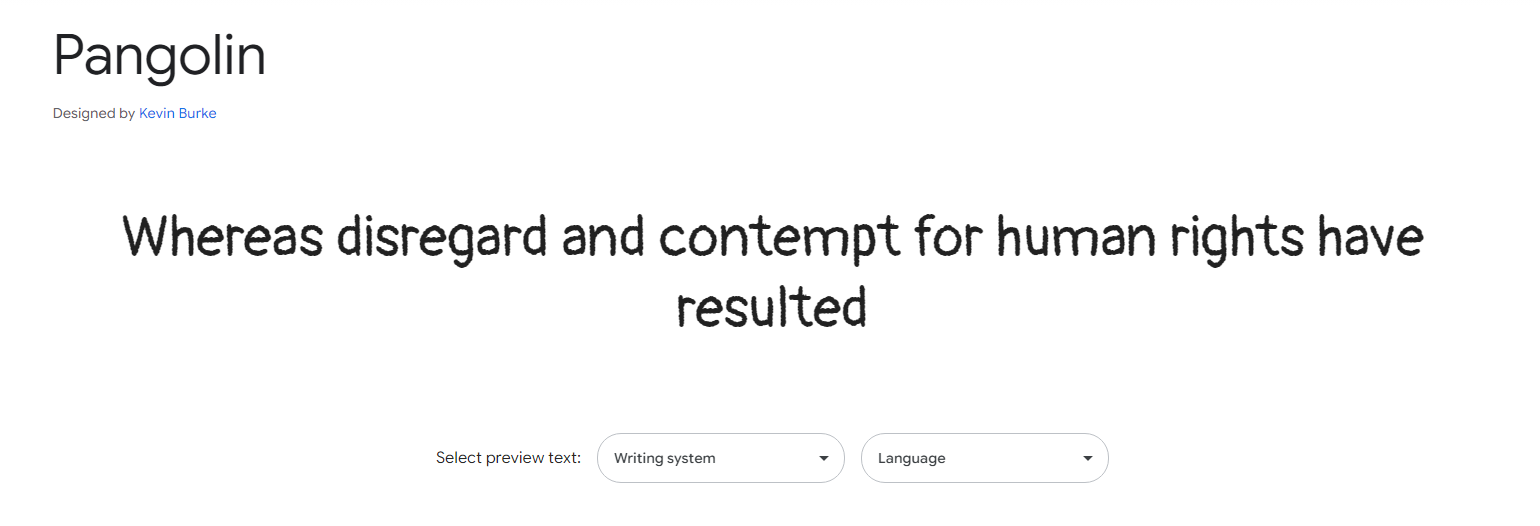 Pangolin
Designed by Kevin Burke
Whereas disregard and contempt for human rights have
resulted
Select preview text: Writing system Language